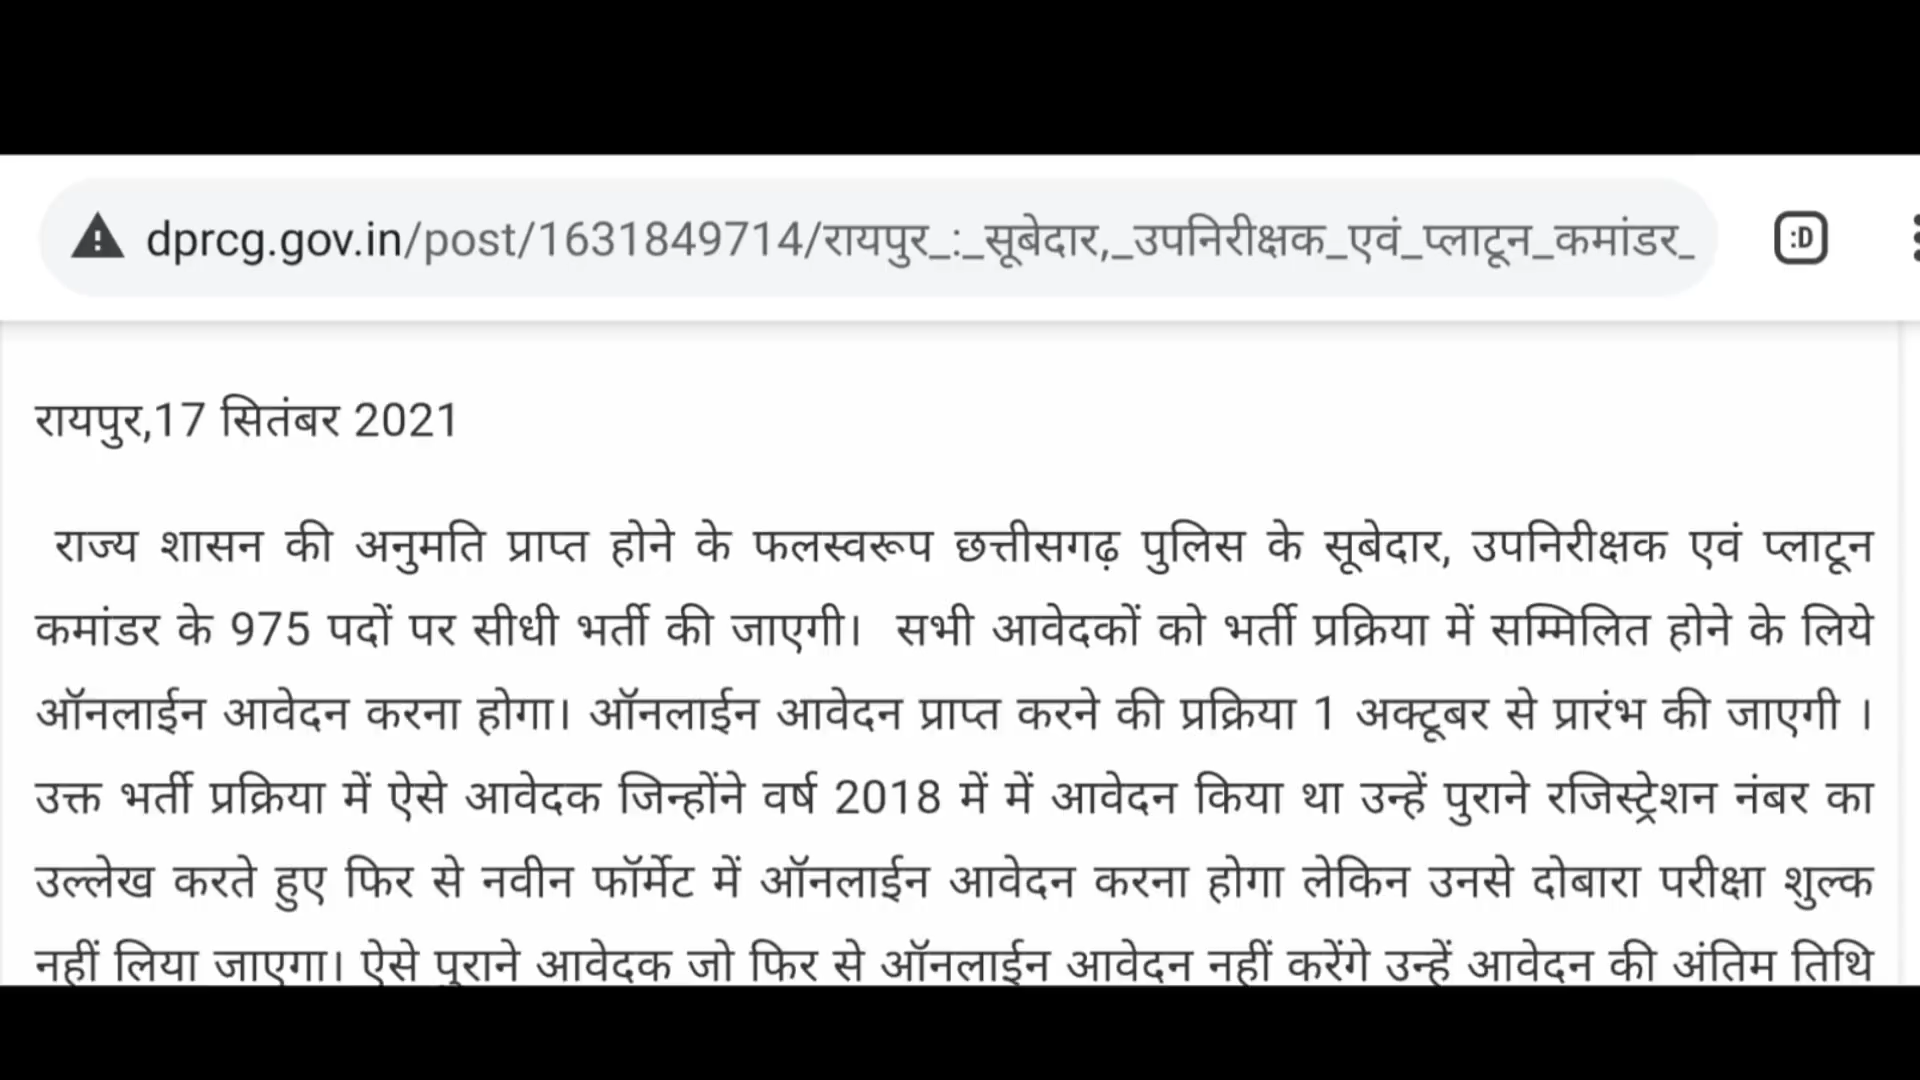 dprcg.gov.in/post/1631849714/रायपुर_:_सूबेदार,_उपनिरीक्षक_एवं_प्लाटून_कमांडर_
:D
रायपुर,17 सितंबर 2021
राज्य शासन की अनुमति प्राप्त होने के फलस्वरूप छत्तीसगढ़ पुलिस के सूबेदार, उपनिरीक्षक एवं प्लाटून
कमांडर के 975 पदों पर सीधी भर्ती की जाएगी। सभी आवेदकों को भर्ती प्रक्रिया में सम्मिलित होने के लिये
ऑनलाईन आवेदन करना होगा। ऑनलाईन आवेदन प्राप्त करने की प्रक्रिया 1 अक्टूबर से प्रारंभ की जाएगी ।
उक्त भर्ती प्रक्रिया में ऐसे आवेदक जिन्होंने वर्ष 2018 में में आवेदन किया था उन्हें पुराने रजिस्ट्रेशन नंबर का
उल्लेख करते हुए फिर से नवीन फॉर्मेट में ऑनलाईन आवेदन करना होगा लेकिन उनसे दोबारा परीक्षा शुल्क
नहीं लिया जाएगा। ऐसे पुराने आवेदक जो फिर से ऑनलाईन आवेदन नहीं करेंगे उन्हें आवेदन की अंतिम तिथि